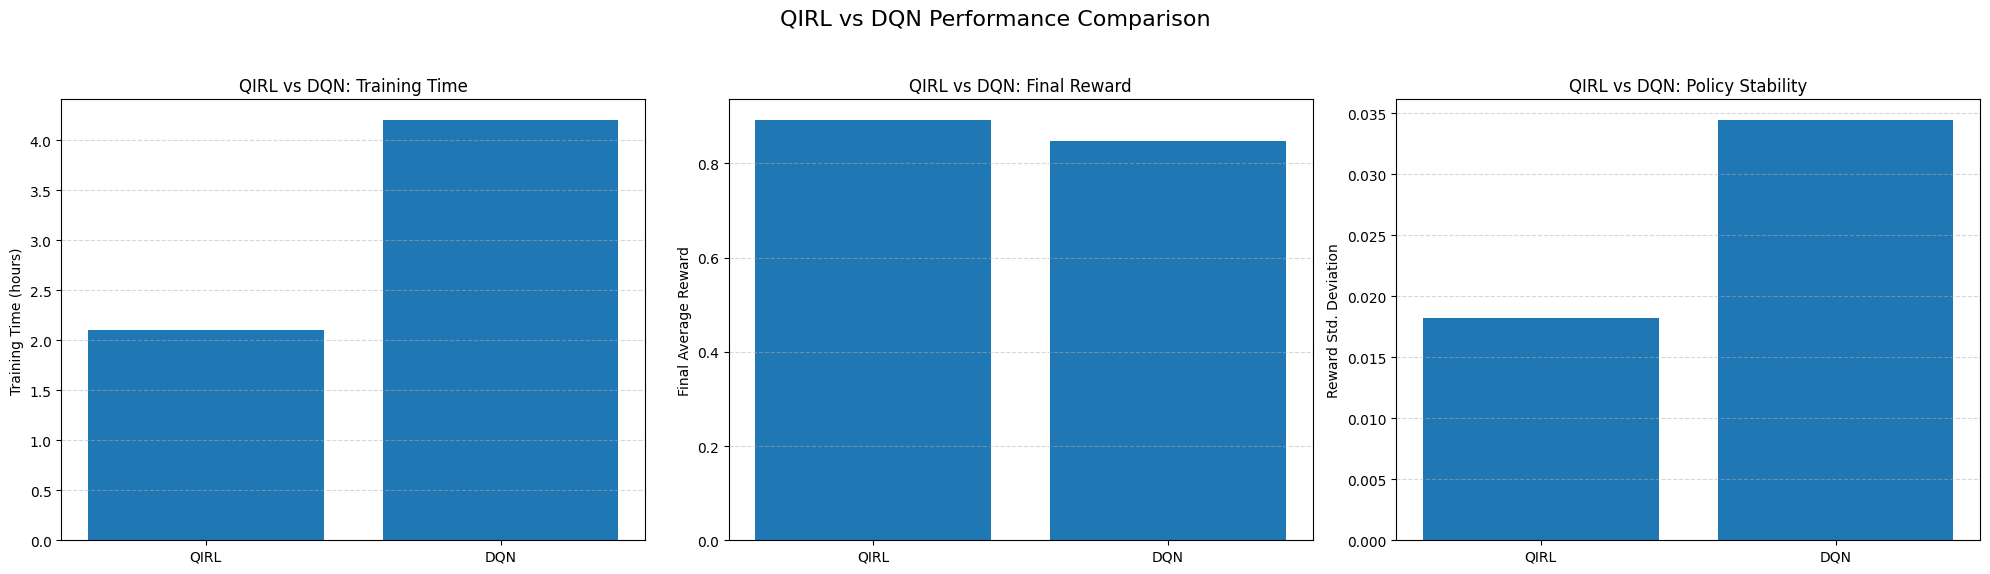 QIRL vs DQN Performance Comparison
QIRL vs DQN: Training Time
Training Time (hours)
4.0
3.5
3.0
2.5
2.0
1.5
1.0
0.5
0.0
QIRL DQN
QIRL vs DQN: Final Reward
Final Average Reward
0.8
0.6
0.4
0.2
0.0
QIRL DQN
QIRL vs DQN: Policy Stability
Reward Std. Deviation
0.035
0.030
0.025
0.020
0.015
0.010
0.005
0.000
QIRL DQN